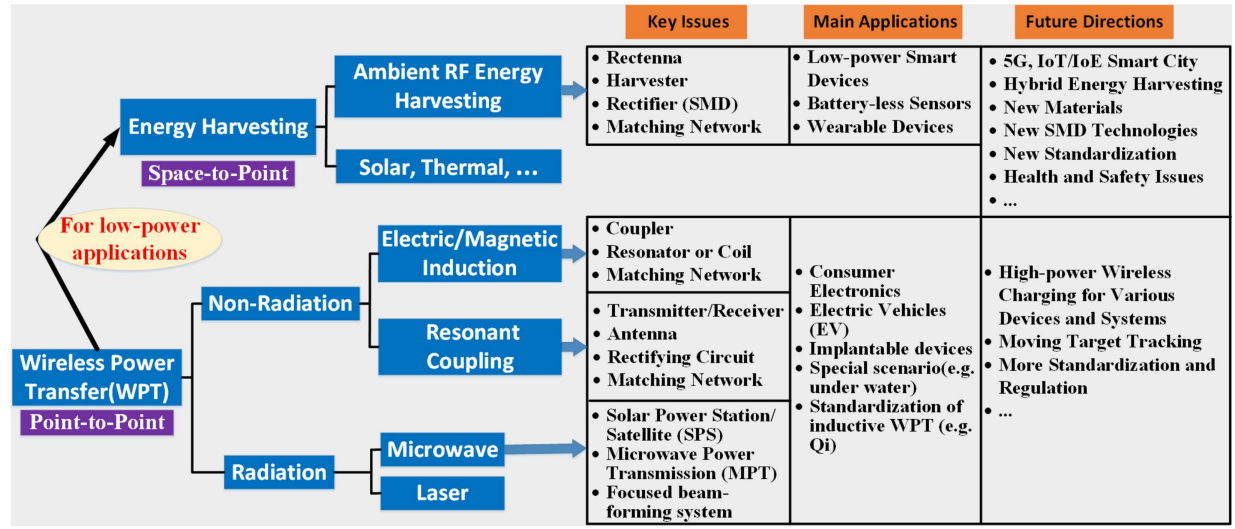 Key Issues
Main Applications
Future Directions
Energy Harvesting
Space-to-Point
Ambient RF Energy
Harvesting
Solar, Thermal, ...
• Rectenna
• Harvester
• Rectifier (SMD)
• Matching Network
• Low-power Smart
Devices
• Battery-less Sensors
• Wearable Devices
• 5G, IoT/IoE Smart City
• Hybrid Energy Harvesting
• New Materials
• New SMD Technologies
• New Standardization
• Health and Safety Issues
• ...
For low-power
applications
Wireless Power
Transfer(WPT)
Point-to-Point
Non-Radiation
Electric/Magnetic
Induction
Resonant
Coupling
Radiation
Microwave
Laser
• Coupler
• Resonator or Coil
• Matching Network
• Transmitter/Receiver
• Antenna
• Rectifying Circuit
• Matching Network
• Solar Power Station/
Satellite (SPS)
• Microwave Power
Transmission (MPT)
• Focused beam-
forming system
• Consumer
Electronics
• Electric Vehicles
(EV)
• Implantable devices
• Special scenario(e.g.
under water)
• Standardization of
inductive WPT (e.g.
Qi)
• High-power Wireless
Charging for Various
Devices and Systems
• Moving Target Tracking
• More Standardization and
Regulation
• ...